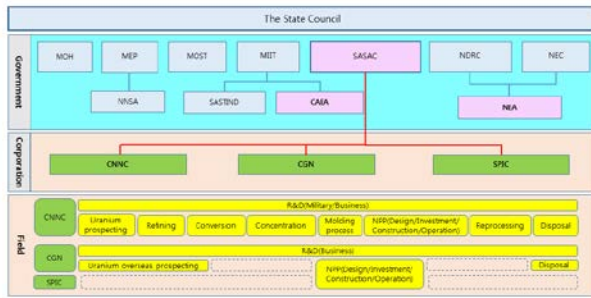 The State Council
Government
MOH
MEP
MOST
MIIT
SASAC
NDRC
NEC
NNSA
SASTIND
CAEA
NEA
Corporation
CNNC
CGN
SPIC
Field
CNNC
R&D(Military/Business)
Uranium
prospecting
Refining
Conversion
Concentration
Molding
process
NPP(Design/Investment/
Construction/Operation)
Reprocessing
Disposal
CGN
R&D(Business)
Uranium overseas prospecting
NPP(Design/Investment/
Construction/Operation)
Disposal
SPIC